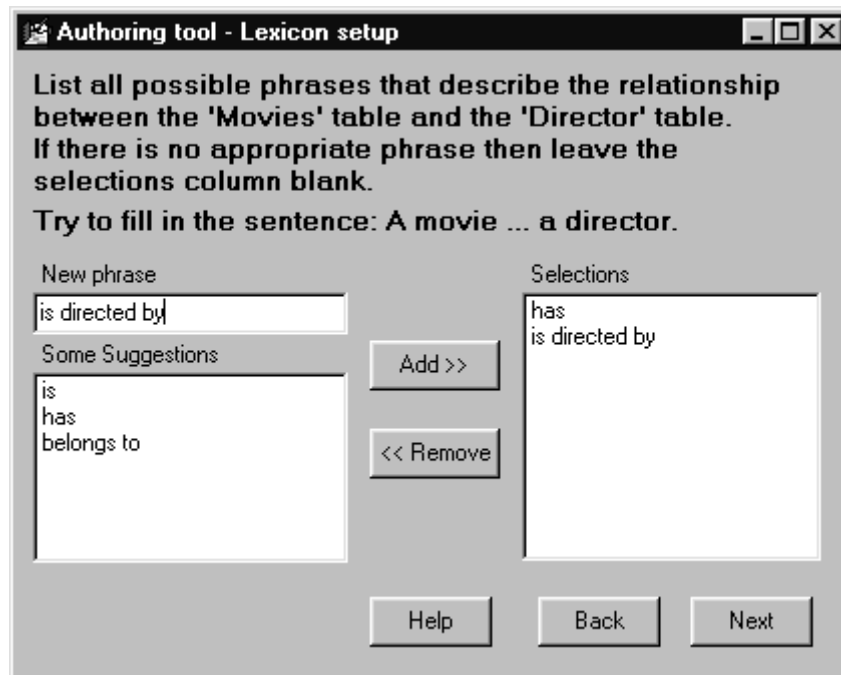 Authoring tool - Lexicon setup
List all possible phrases that describe the relationship
between the 'Movies' table and the 'Director' table.
If there is no appropriate phrase then leave the
selections column blank.
Try to fill in the sentence: A movie ... a director.
New phrase
is directed by
Some Suggestions
is
has
belongs to
Add >>
<< Remove
Selections
has
is directed by
Help
Back
Next